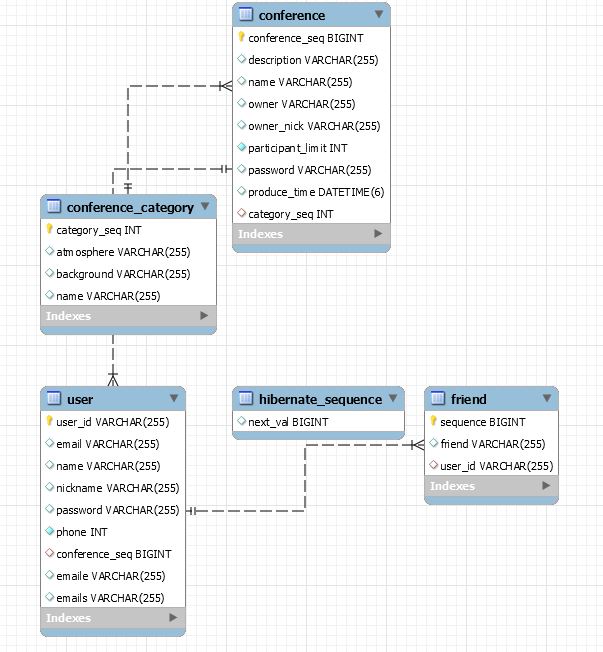 conference
conference_seq BIGINT
description VARCHAR(255)
name VARCHAR(255)
owner VARCHAR(255)
owner_nick VARCHAR(255)
participant_limit INT
password VARCHAR(255)
produce_time DATETIME(6)
category_seq INT
Indexes
conference_category
category_seq INT
atmosphere VARCHAR(255)
background VARCHAR(255)
name VARCHAR(255)
Indexes
user
user_id VARCHAR(255)
email VARCHAR(255)
name VARCHAR(255)
nickname VARCHAR(255)
password VARCHAR(255)
phone INT
conference_seq BIGINT
emaile VARCHAR(255)
emails VARCHAR(255)
Indexes
hibernate_sequence
next_val BIGINT
friend
sequence BIGINT
friend VARCHAR(255)
user_id VARCHAR(255)
Indexes